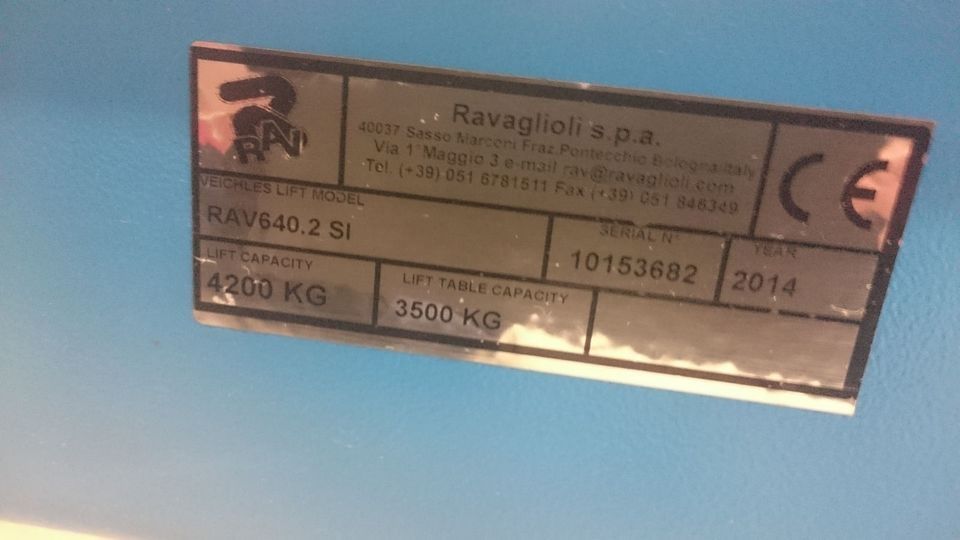 RAV
Ravaglioli s.p.a.
40037 Sasso Marconi Fraz.Pontecchio Bologna/Italy
Via 1°Maggio 3 e-mail rav@ravaglioli.com
Tel. (+39) 051 6781511 Fax (+39) 051 846349
CE
VEICHLES LIFT MODEL
RAV640.2 SI
SERIAL N°
10153682
YEAR
2014
LIFT CAPACITY
4200 KG
LIFT TABLE CAPACITY
3500 KG